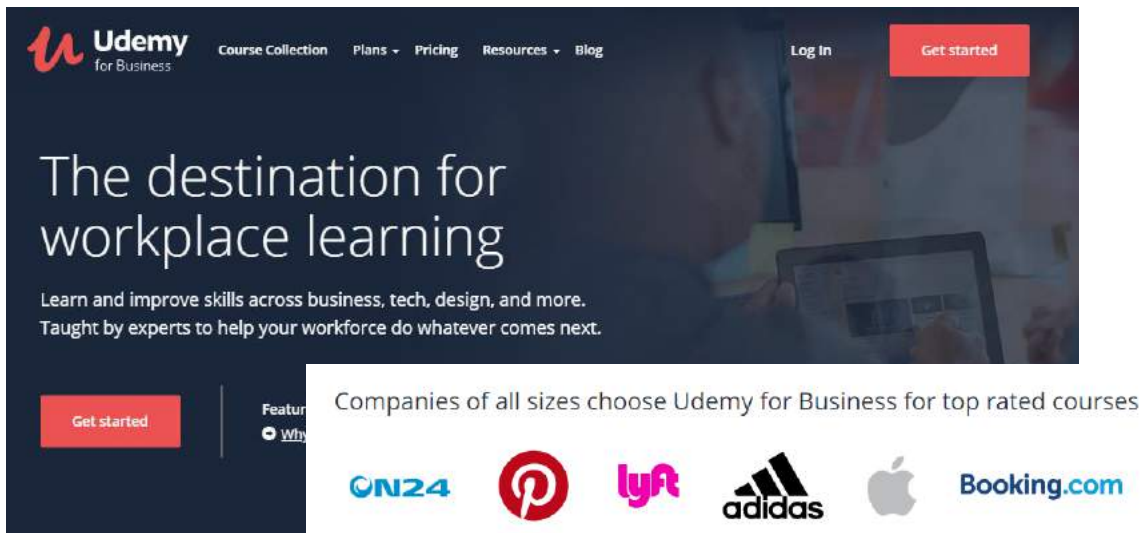 Udemy
for Business
Course Collection Plans Pricing Resources Blog Log In Get started
The destination for
workplace learning
Learn and improve skills across business, tech, design, and more.
Taught by experts to help your workforce do whatever comes next.
Get started
Featur
Why
Companies of all sizes choose Udemy for Business for top rated courses
ON24 lyft adidas Booking.com